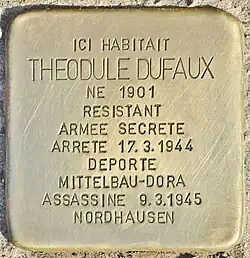 ICI HABITAIT
THEODULE DUFAUX
NE 1901
RESISTANT
ARMEE SECRETE
ARRETE 17.3.1944
DEPORTE
MITTELBAU-DORA
ASSASSINE 9.3.1945
NORDHAUSEN